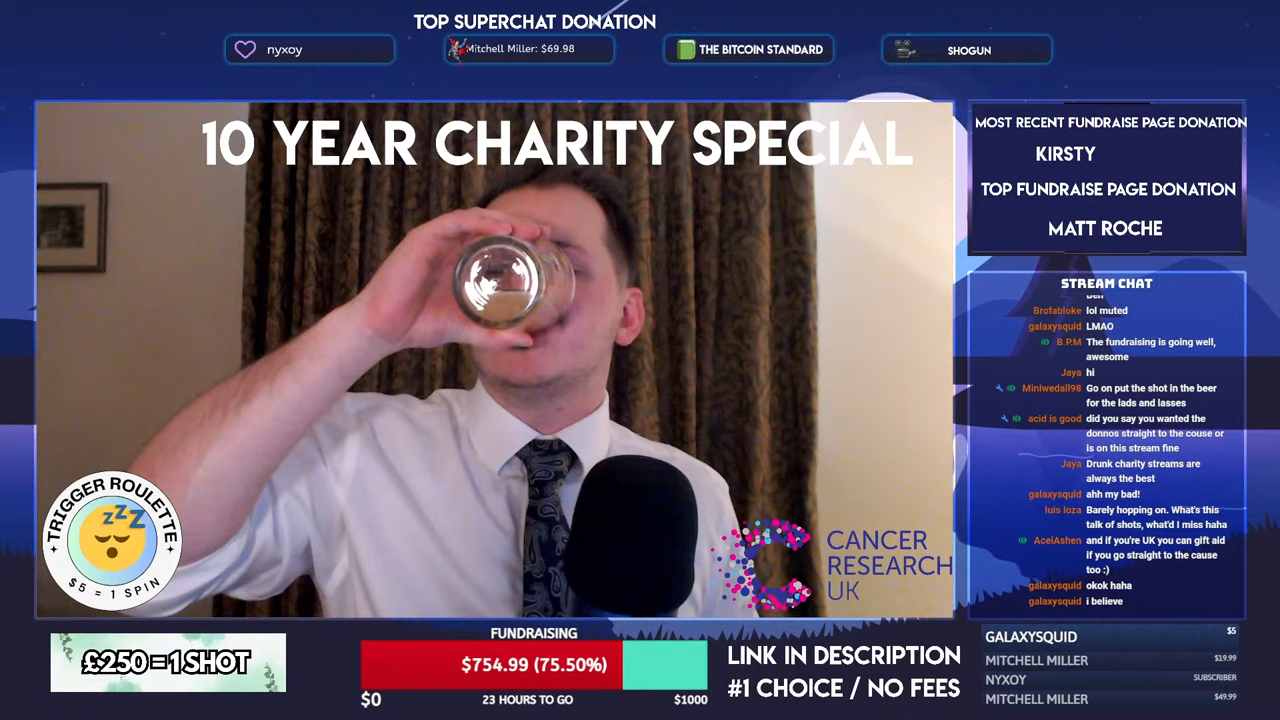 TOP SUPERCHAT DONATION
nyxoy
Mitchell Miller: $69.98
THE BITCOIN STANDARD
SHOGUN
10 YEAR CHARITY SPECIAL
MOST RECENT FUNDRAISE PAGE DONATION
KIRSTY
TOP FUNDRAISE PAGE DONATION
MATT ROCHE
STREAM CHAT
Ben
Brofabloke lol muted
galaxysquid LMAO
B.P.M The fundraising is going well,
awesome
Jaya hi
Miniwedall98 Go on put the shot in the beer
for the lads and lasses
acid is good did you say you wanted the
donnos straight to the couse or
is on this stream fine
Jaya Drunk charity streams are
always the best
galaxysquid ahh my bad!
luis loza Barely hopping on. What's this
talk of shots, what'd I miss haha
AceiAshen and if you're UK you can gift aid
if you go straight to the cause
too :)
galaxysquid okok haha
galaxysquid i believe
TRIGGER ROULETTE
zzz
$5 = 1 SPIN
CANCER
RESEARCH
UK
£250 = 1 SHOT
FUNDRAISING
$754.99 (75.50%)
$0
23 HOURS TO GO
$1000
LINK IN DESCRIPTION
#1 CHOICE / NO FEES
GALAXYSQUID $5
MITCHELL MILLER $19.99
NYXOY SUBSCRIBER
MITCHELL MILLER $49.99